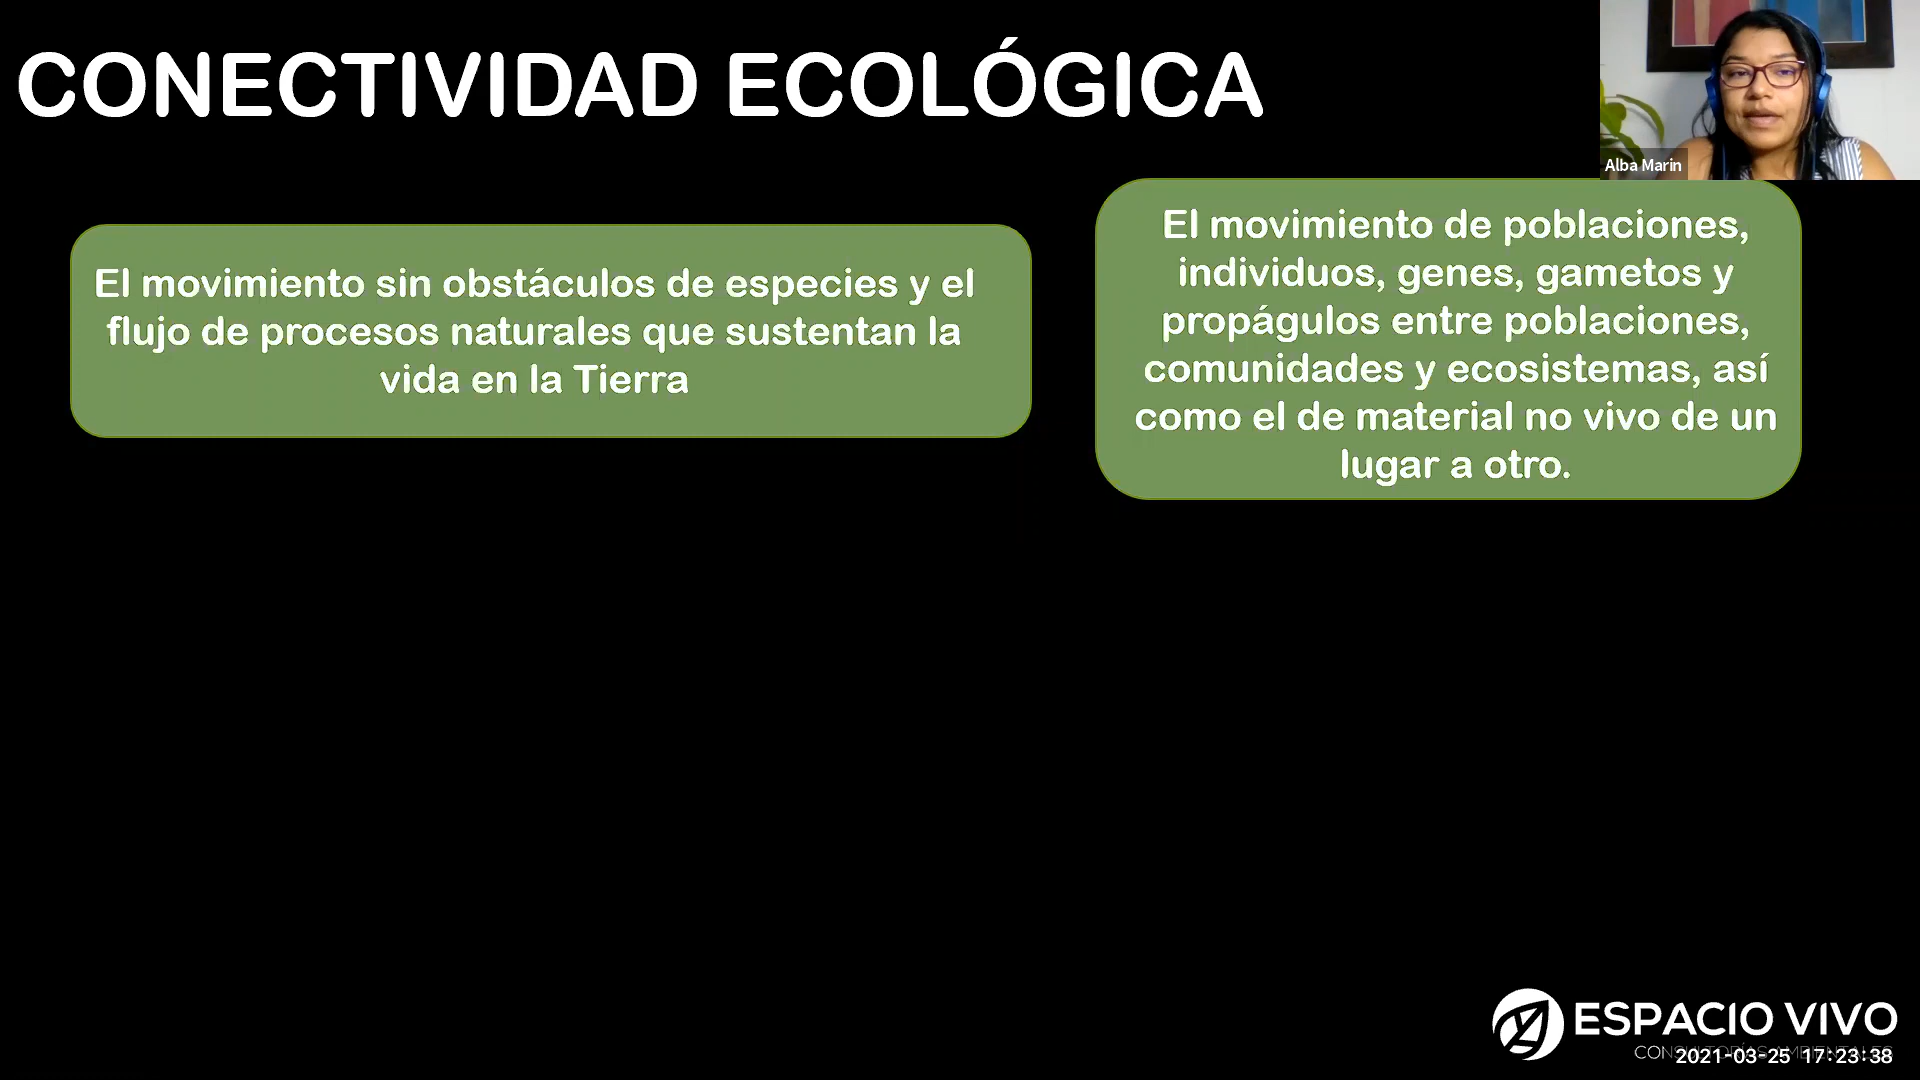 CONECTIVIDAD ECOLÓGICA
Alba Marin
El movimiento sin obstáculos de especies y el
flujo de procesos naturales que sustentan la
vida en la Tierra
El movimiento de poblaciones,
individuos, genes, gametos y
propágulos entre poblaciones,
comunidades y ecosistemas, así
como el de material no vivo de un
lugar a otro.
ESPACIO VIVO
CONSULTORÍAS AMBIENTALES
2021-03-25 17:23:38